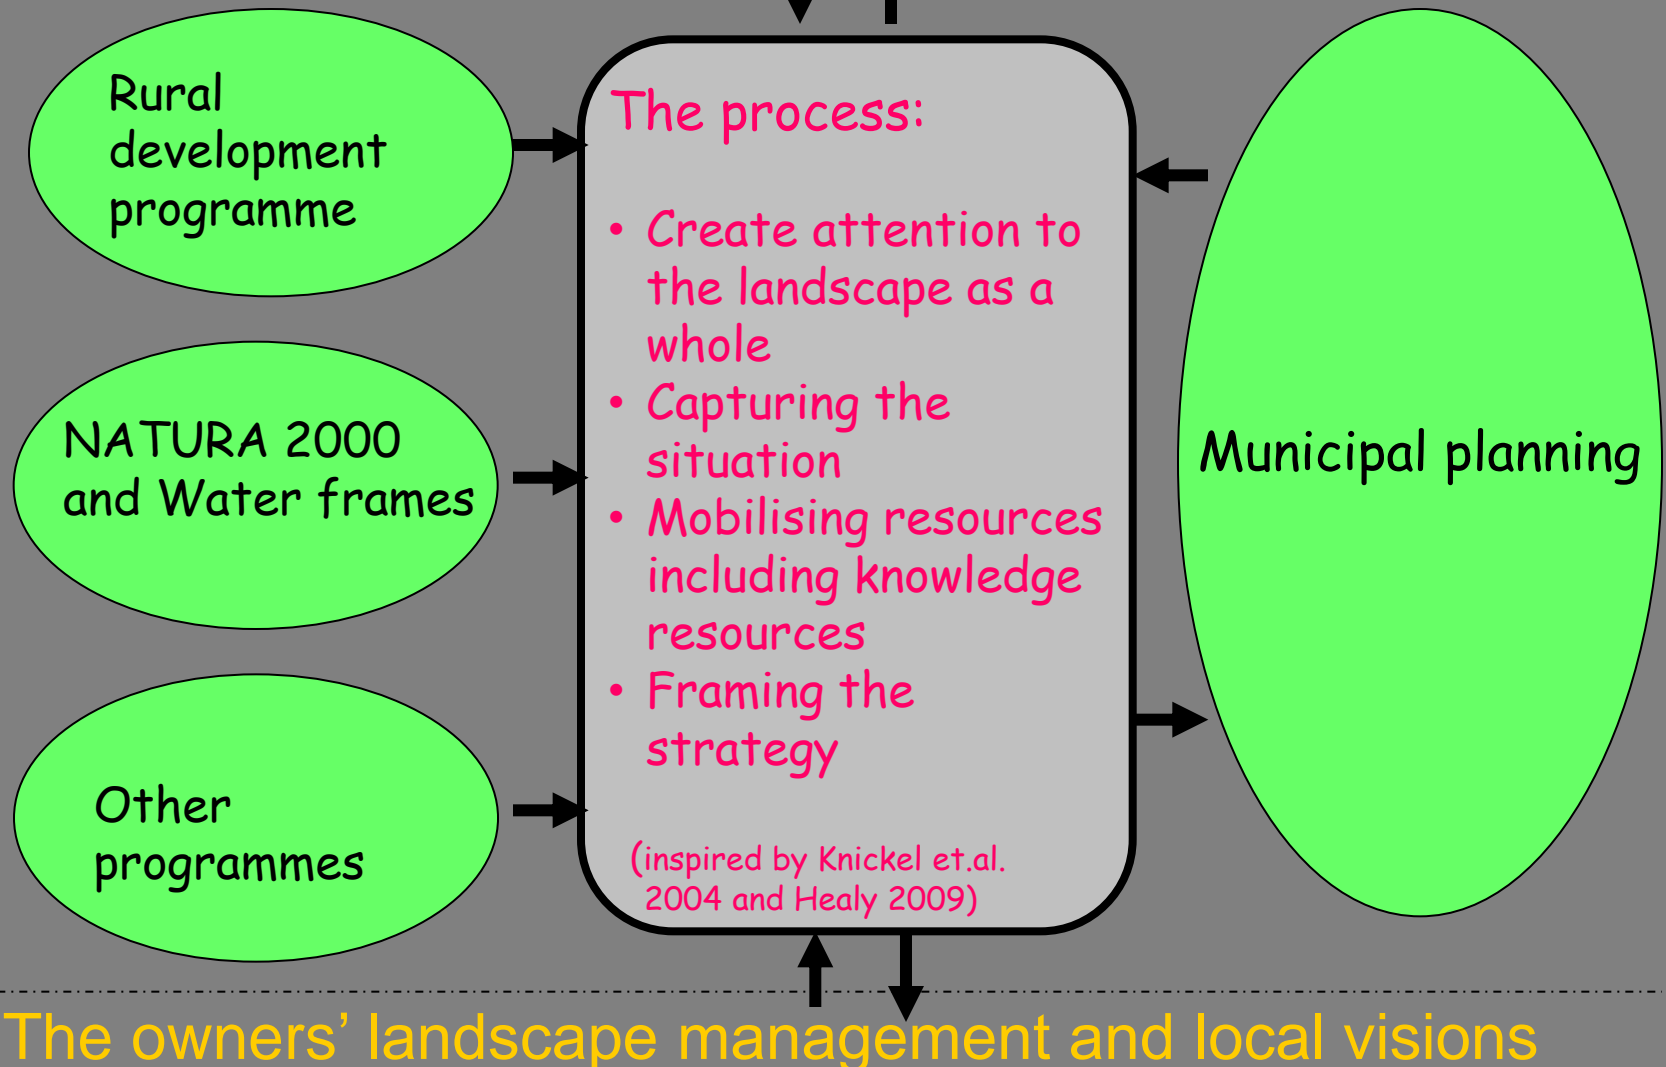 Rural
development
programme
NATURA 2000
and Water frames
Other
programmes
The process:
• Create attention to
the landscape as a
whole
• Capturing the
situation
• Mobilising resources
including knowledge
resources
• Framing the
strategy
(inspired by Knickel et.al.
2004 and Healy 2009)
Municipal planning
The owners’ landscape management and local visions